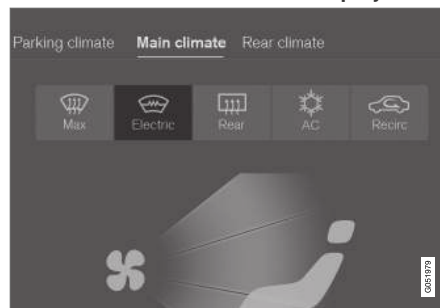 Parking climate Main climate Rear climate
Max Electric Rear AC Recirc
G051979